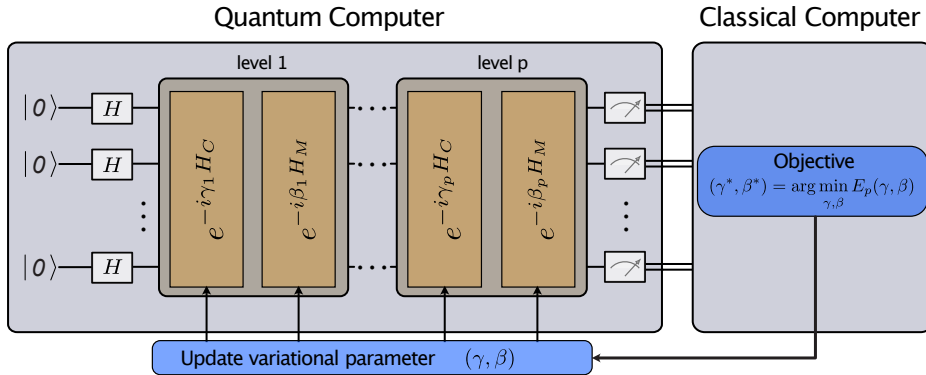 Quantum Computer
Classical Computer
level 1
level p
|0⟩ H
|0⟩ H
|0⟩ H
e^{-iγ_1 H_C}
e^{-iβ_1 H_M}
e^{-iγ_p H_C}
e^{-iβ_p H_M}
Objective
(γ*, β*) = arg min E_p(γ, β)
γ,β
Update variational parameter (γ, β)